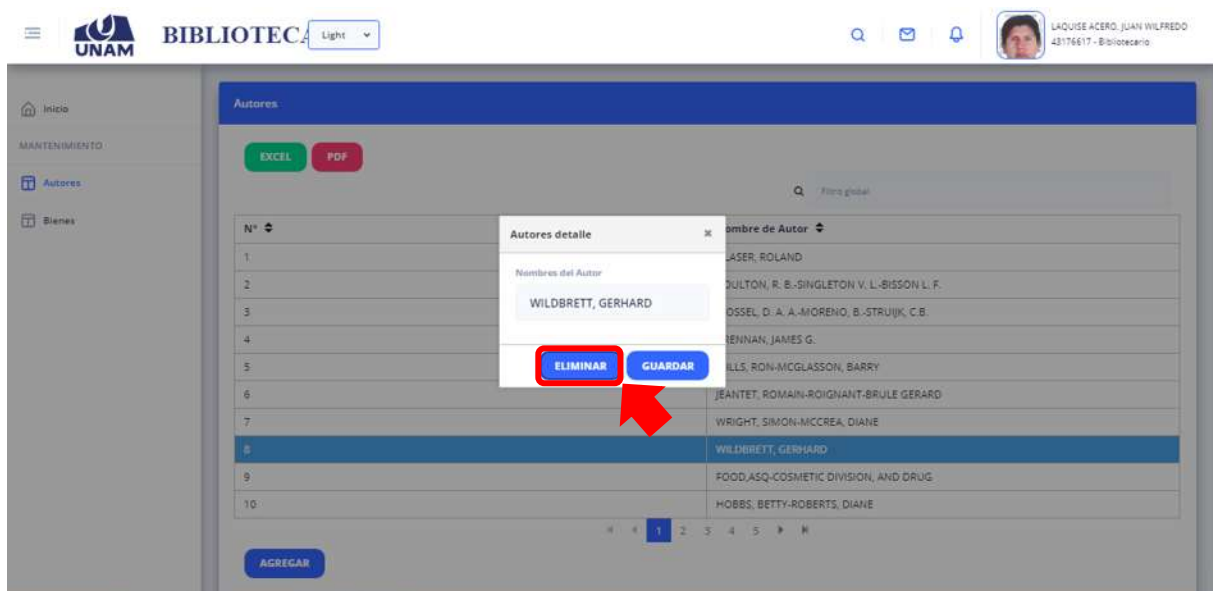 UNAM
BIBLIOTECA
Light
LAQUISE ACERO, JUAN WILFREDO
43176617 - Bibliotecario
Inicio
MANTENIMIENTO
Autores
Bienes
Autores
EXCEL PDF
Filtro global
N° ombre de Autor
1 LASER, ROLAND
2 OULTON, R. B.-SINGLETON V. L.-BISSON L. F.
3 OSSEL, D. A. A.-MORENO, B.-STRUIJK, C.B.
4 RENNAN, JAMES G.
5 ILLS, RON-MCGLASSON, BARRY
6 JEANTET, ROMAIN-ROIGNANT-BRULE GERARD
7 WRIGHT, SIMON-MCCREA, DIANE
8 WILDBRETT, GERHARD
9 FOOD,ASQ-COSMETIC DIVISION, AND DRUG
10 HOBBS, BETTY-ROBERTS, DIANE
Autores detalle
Nombres del Autor
WILDBRETT, GERHARD
ELIMINAR GUARDAR
1 2 3 4 5
AGREGAR